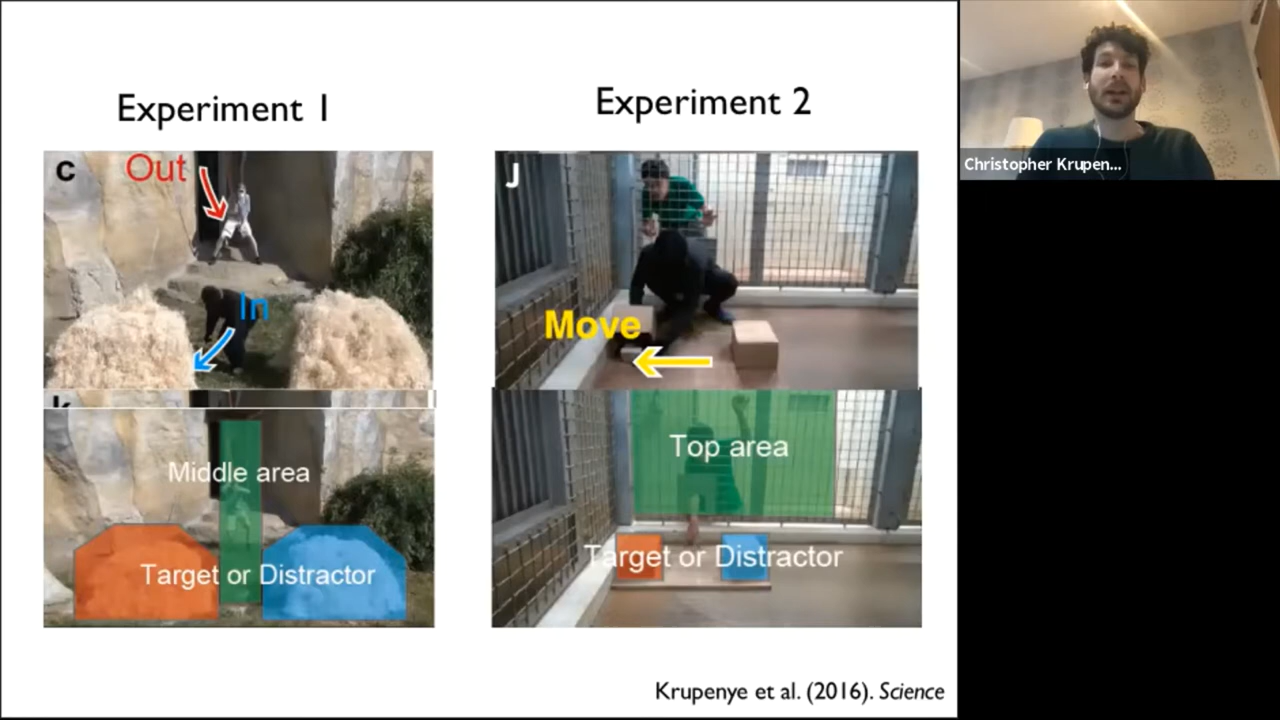 Experiment 1
Experiment 2
c
Out
In
J
Move
Middle area
Target or Distractor
Top area
Target or Distractor
Krupenye et al. (2016). Science
Christopher Krupen...